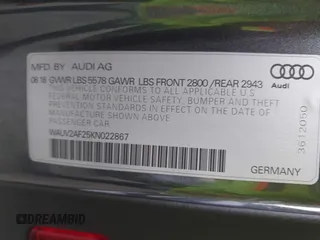 MFD. BY AUDI AG
08.18 GVWR LBS 5578 GAWR LBS FRONT 2800 /REAR 2943
THIS VEHICLE CONFORMS TO ALL APPLICABLE
FEDERAL MOTOR VEHICLE SAFETY, BUMPER AND THEFT
PREVENTION STANDARDS IN EFFECT ON THE DATE OF
MANUFACTURE SHOWN ABOVE.
PASSENGER CAR
WAUV2AF25KN022867
Audi
3612050
GERMANY
DREAMBID